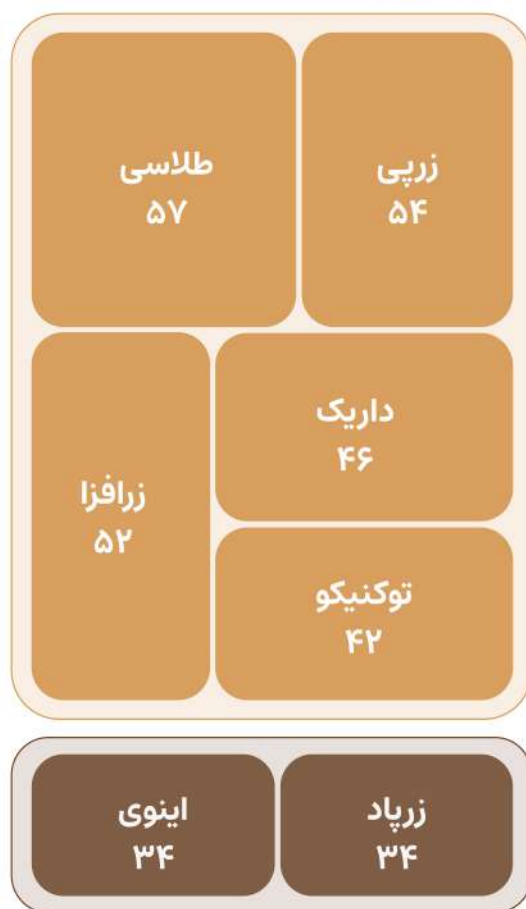 زرپی
۵۴
طلاسی
۵۷
داریک
۴۶
زرافزا
۵۲
توکنیکو
۴۲
زرپاد
۳۴
اینوی
۳۴